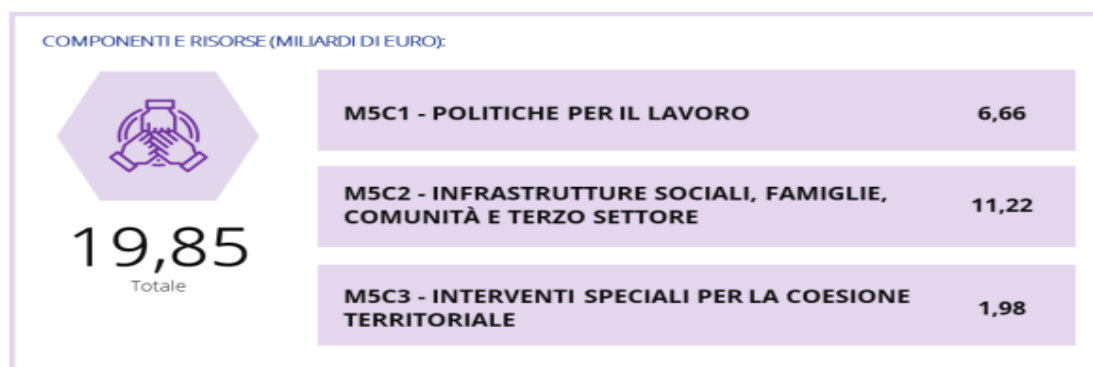 COMPONENTI E RISORSE (MILIARDI DI EURO):
19,85
Totale
M5C1 - POLITICHE PER IL LAVORO
6,66
M5C2 - INFRASTRUTTURE SOCIALI, FAMIGLIE,
COMUNITÀ E TERZO SETTORE
11,22
M5C3 - INTERVENTI SPECIALI PER LA COESIONE
TERRITORIALE
1,98